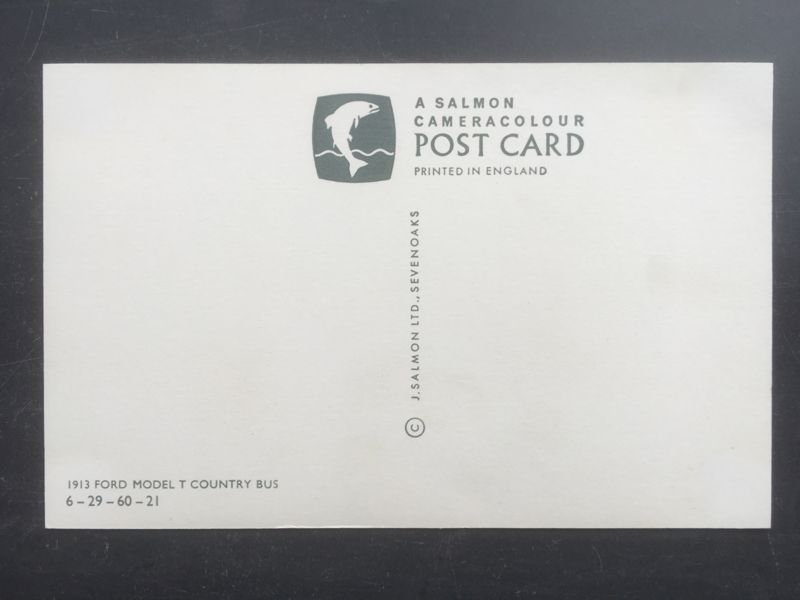 A SALMON
CAMERACOLOUR
POST CARD
PRINTED IN ENGLAND
© J. SALMON LTD., SEVENOAKS
1913 FORD MODEL T COUNTRY BUS
6 – 29 – 60 – 21